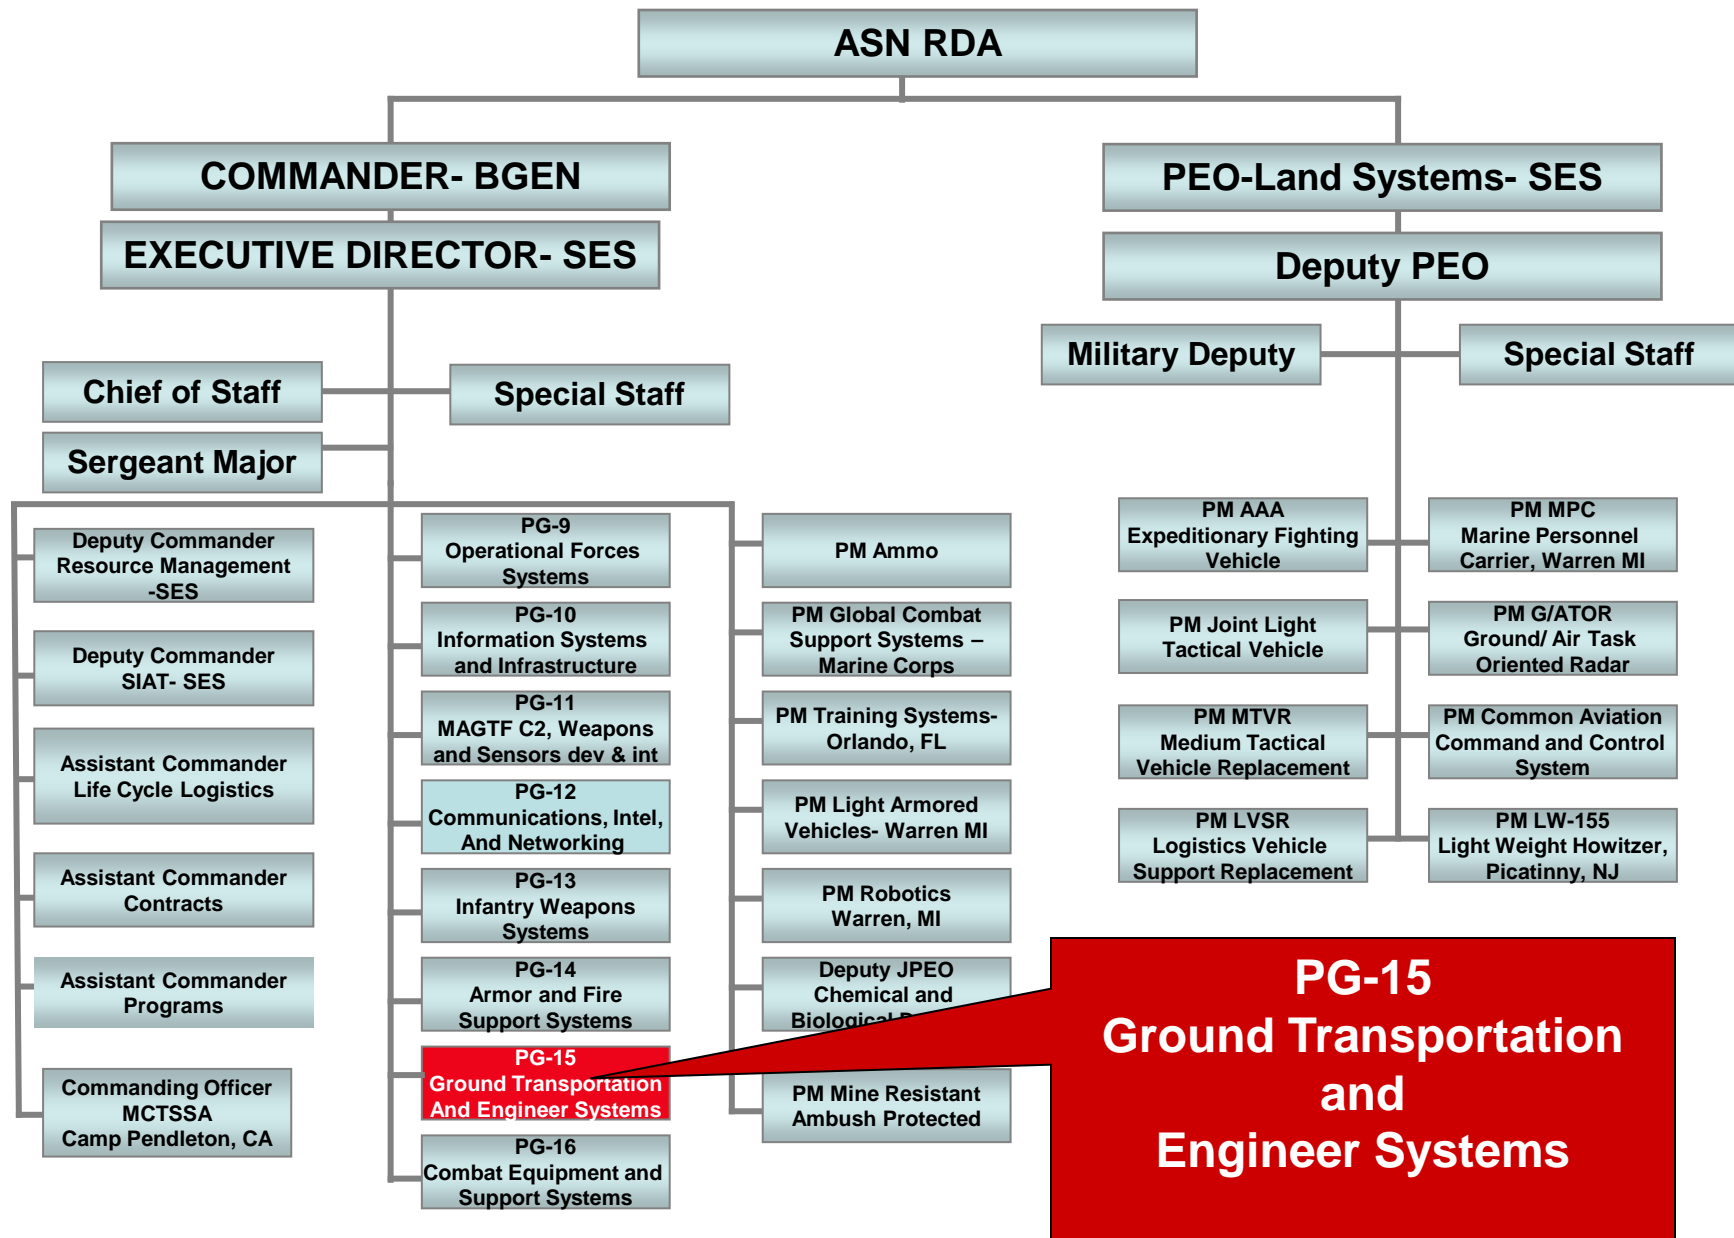 ASN RDA
COMMANDER- BGEN
EXECUTIVE DIRECTOR- SES
PEO-Land Systems- SES
Deputy PEO
Military Deputy
Special Staff
Chief of Staff
Special Staff
Sergeant Major
Deputy Commander
Resource Management
-SES
Deputy Commander
SIAT- SES
Assistant Commander
Life Cycle Logistics
Assistant Commander
Contracts
Assistant Commander
Programs
Commanding Officer
MCTSSA
Camp Pendleton, CA
PG-9
Operational Forces
Systems
PG-10
Information Systems
and Infrastructure
PG-11
MAGTF C2, Weapons
and Sensors dev & int
PG-12
Communications, Intel,
And Networking
PG-13
Infantry Weapons
Systems
PG-14
Armor and Fire
Support Systems
PG-15
Ground Transportation
And Engineer Systems
PG-16
Combat Equipment and
Support Systems
PM Ammo
PM Global Combat
Support Systems –
Marine Corps
PM Training Systems-
Orlando, FL
PM Light Armored
Vehicles- Warren MI
PM Robotics
Warren, MI
Deputy JPEO
Chemical and
Biological
PM Mine Resistant
Ambush Protected
PM AAA
Expeditionary Fighting
Vehicle
PM MPC
Marine Personnel
Carrier, Warren MI
PM Joint Light
Tactical Vehicle
PM G/ATOR
Ground/ Air Task
Oriented Radar
PM MTVR
Medium Tactical
Vehicle Replacement
PM Common Aviation
Command and Control
System
PM LVSR
Logistics Vehicle
Support Replacement
PM LW-155
Light Weight Howitzer,
Picatinny, NJ
PG-15
Ground Transportation
and
Engineer Systems